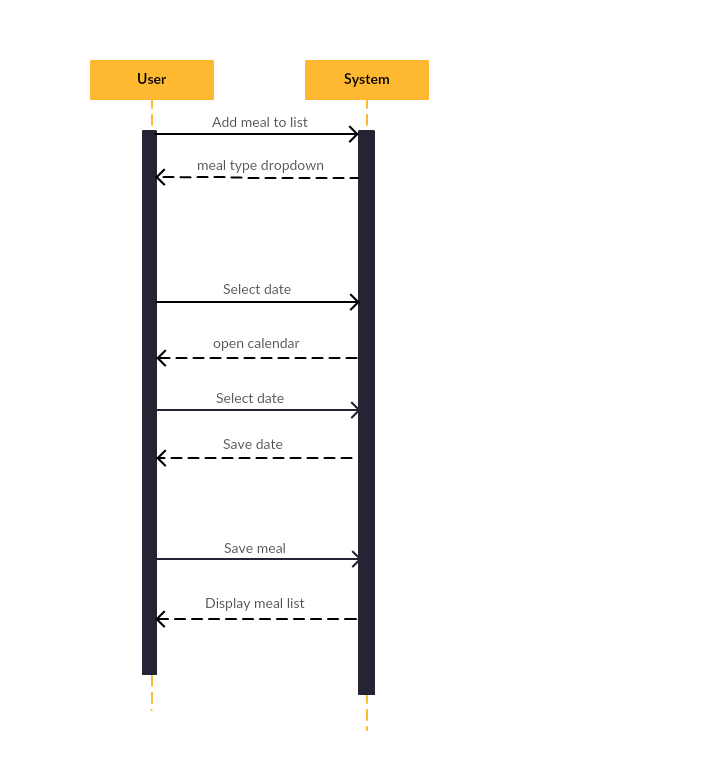 User
System
Add meal to list
meal type dropdown
Select date
open calendar
Select date
Save date
Save meal
Display meal list